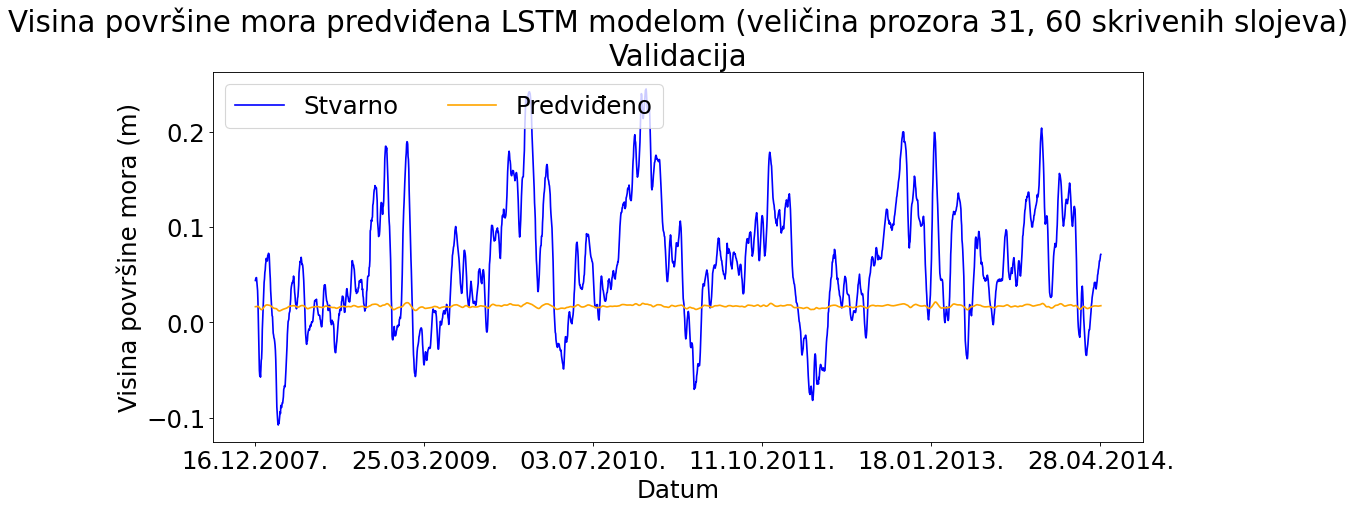 Visina površine mora predviđena LSTM modelom (veličina prozora 31, 60 skrivenih slojeva)
Validacija
Stvarno Predviđeno
Visina površine mora (m)
0.2
0.1
0.0
−0.1
16.12.2007. 25.03.2009. 03.07.2010. 11.10.2011. 18.01.2013. 28.04.2014.
Datum